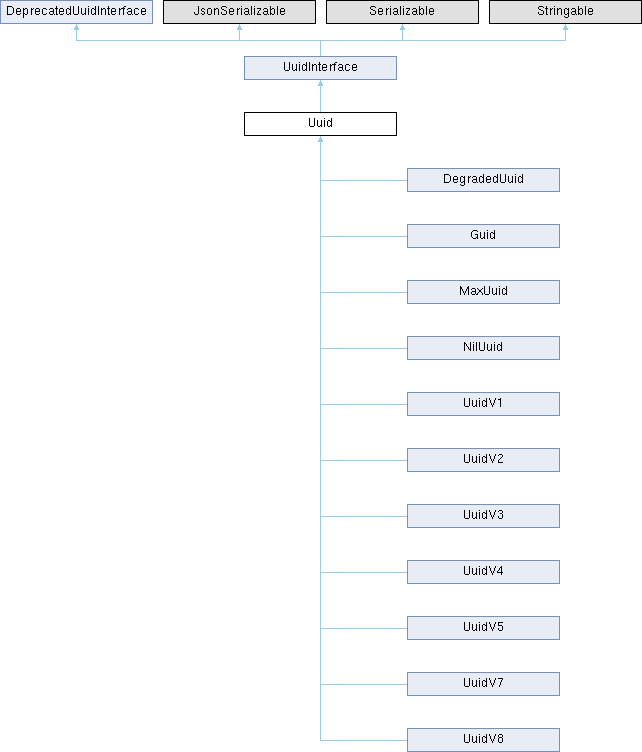 DeprecatedUuidInterface
JsonSerializable
Serializable
Stringable
UuidInterface
Uuid
DegradedUuid
Guid
MaxUuid
NilUuid
UuidV1
UuidV2
UuidV3
UuidV4
UuidV5
UuidV7
UuidV8